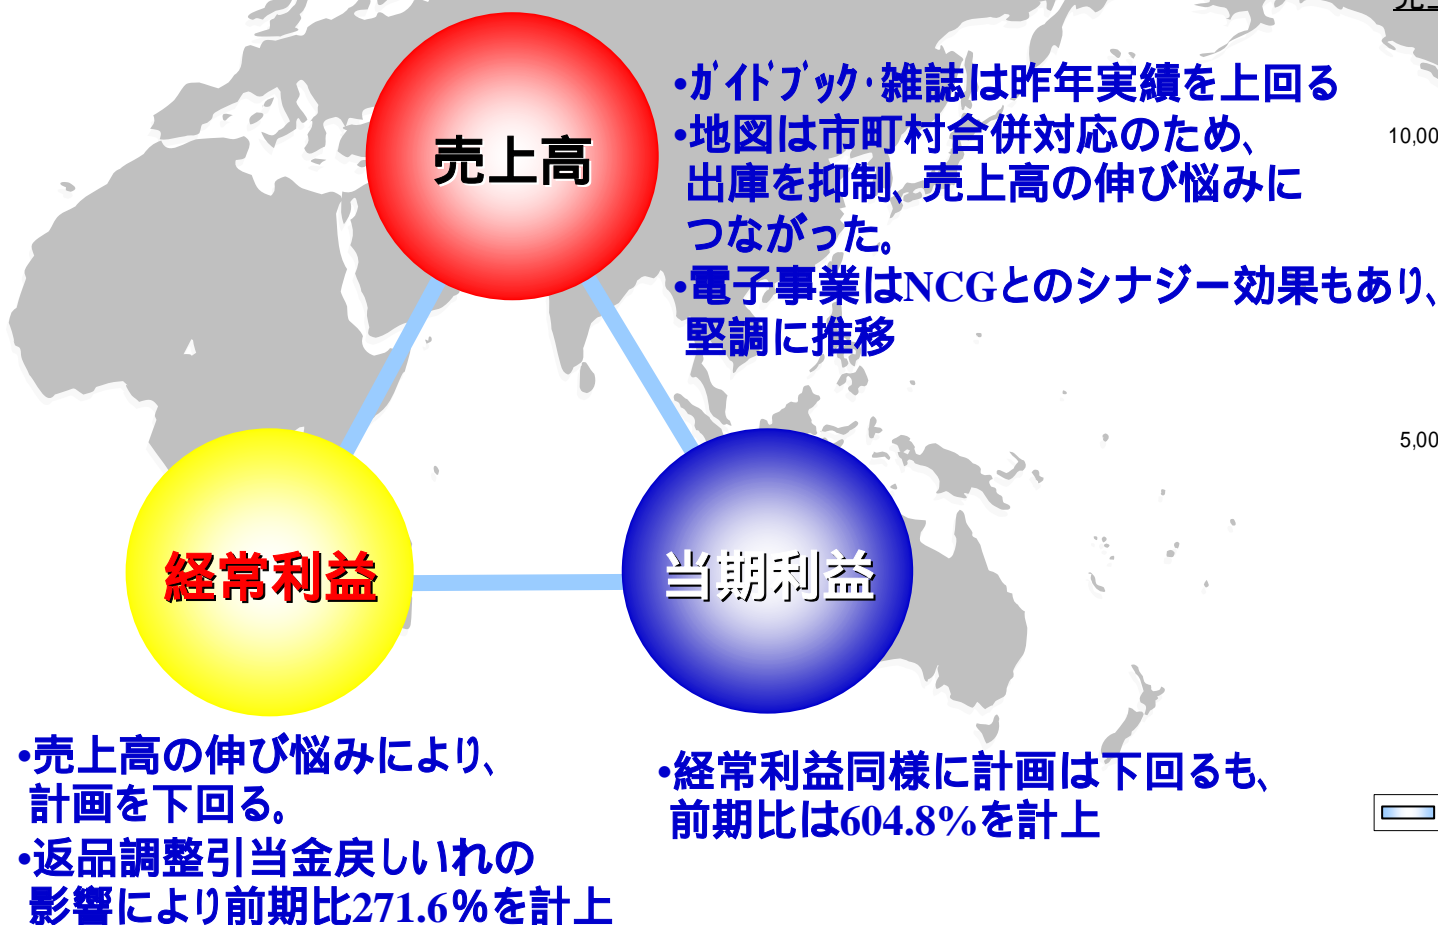 売上高
•ｶﾞｲﾄﾞﾌﾞｯｸ･雑誌は昨年実績を上回る
•地図は市町村合併対応のため、
出庫を抑制、売上高の伸び悩みに
つながった。
•電子事業はNCGとのシナジー効果もあり、
堅調に推移
10,00
5,00
経常利益
当期利益
•売上高の伸び悩みにより、
計画を下回る。
•返品調整引当金戻しいれの
影響により前期比271.6%を計上
•経常利益同様に計画は下回るも、
前期比は604.8%を計上